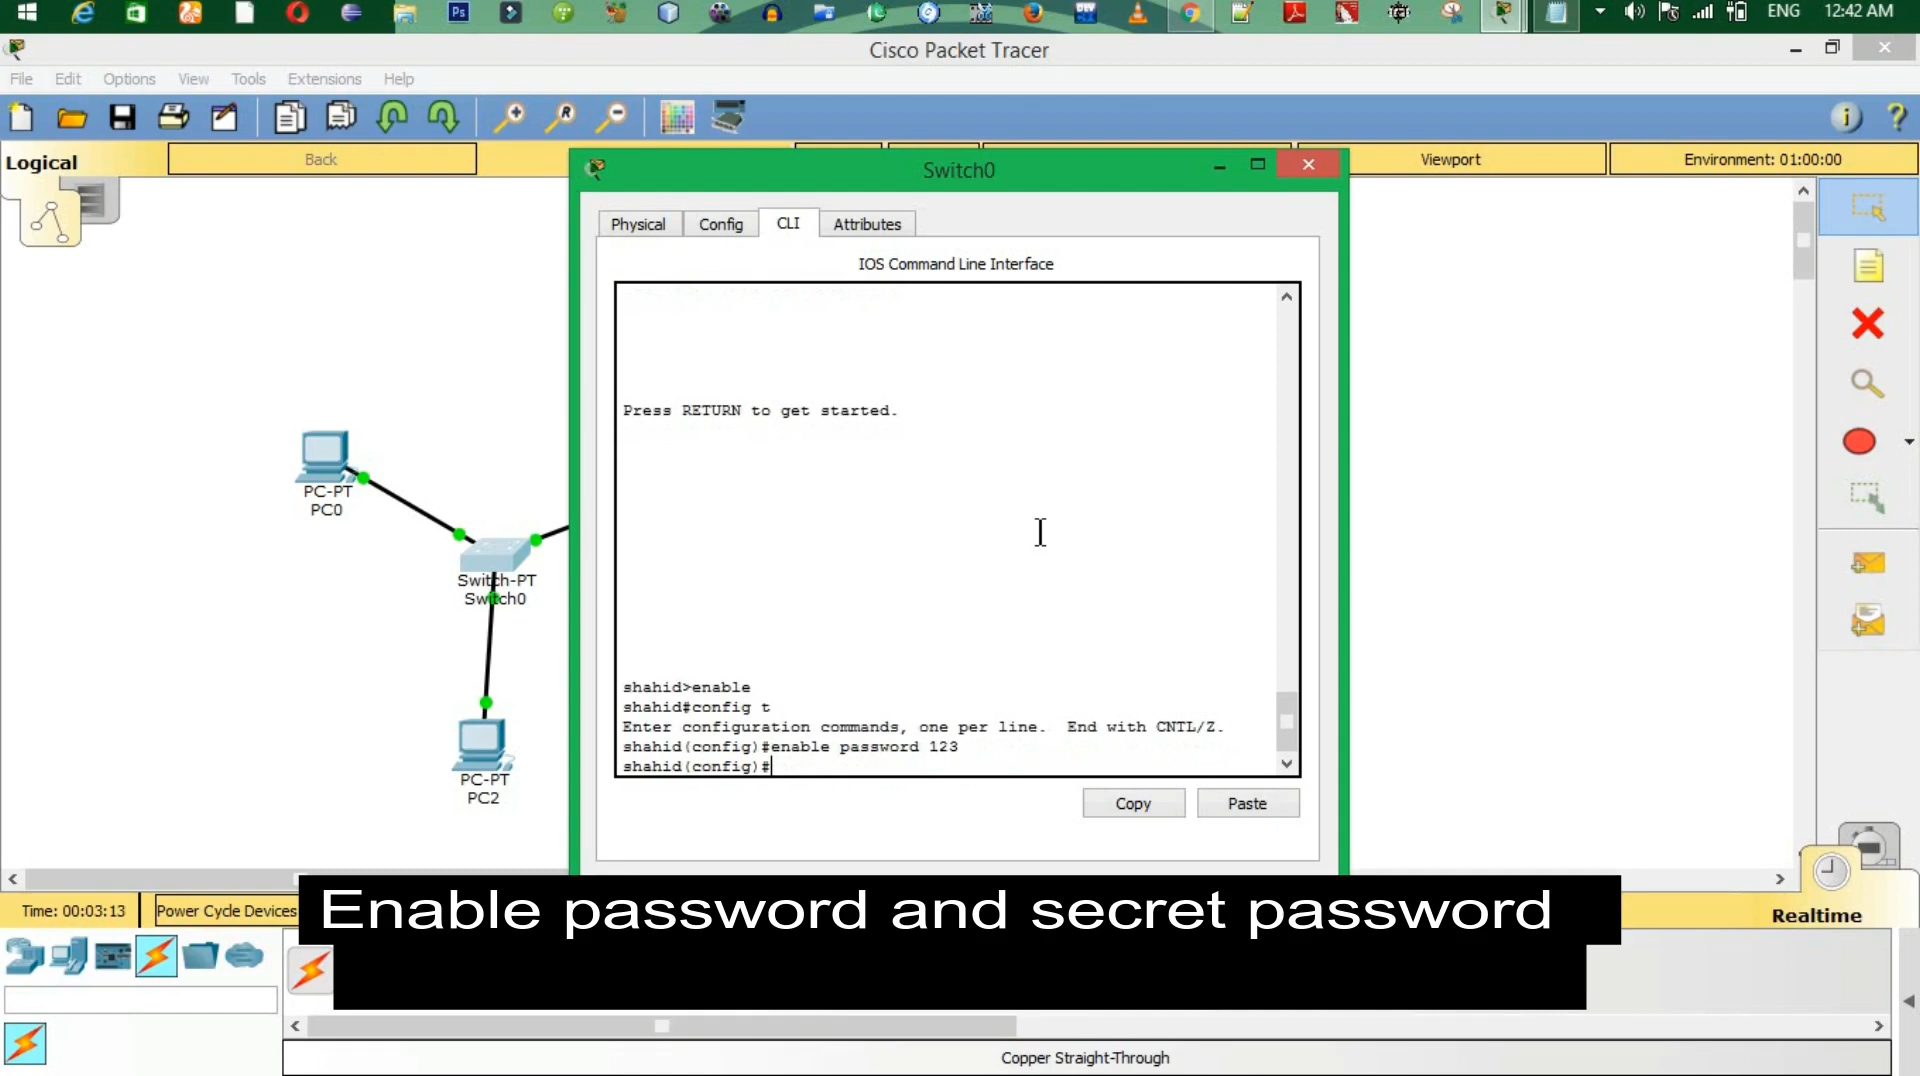 ENG 12:42 AM
Cisco Packet Tracer
File Edit Options View Tools Extensions Help
Logical
Back
Viewport
Environment: 01:00:00
Switch0
Physical Config CLI Attributes
IOS Command Line Interface
Press RETURN to get started.
shahid>enable
shahid#config t
Enter configuration commands, one per line. End with CNTL/Z.
shahid(config)#enable password 123
shahid(config)#
Copy Paste
PC-PT
PC0
Switch-PT
Switch0
PC-PT
PC2
Time: 00:03:13
Power Cycle Devices
Enable password and secret password
Realtime
Copper Straight-Through